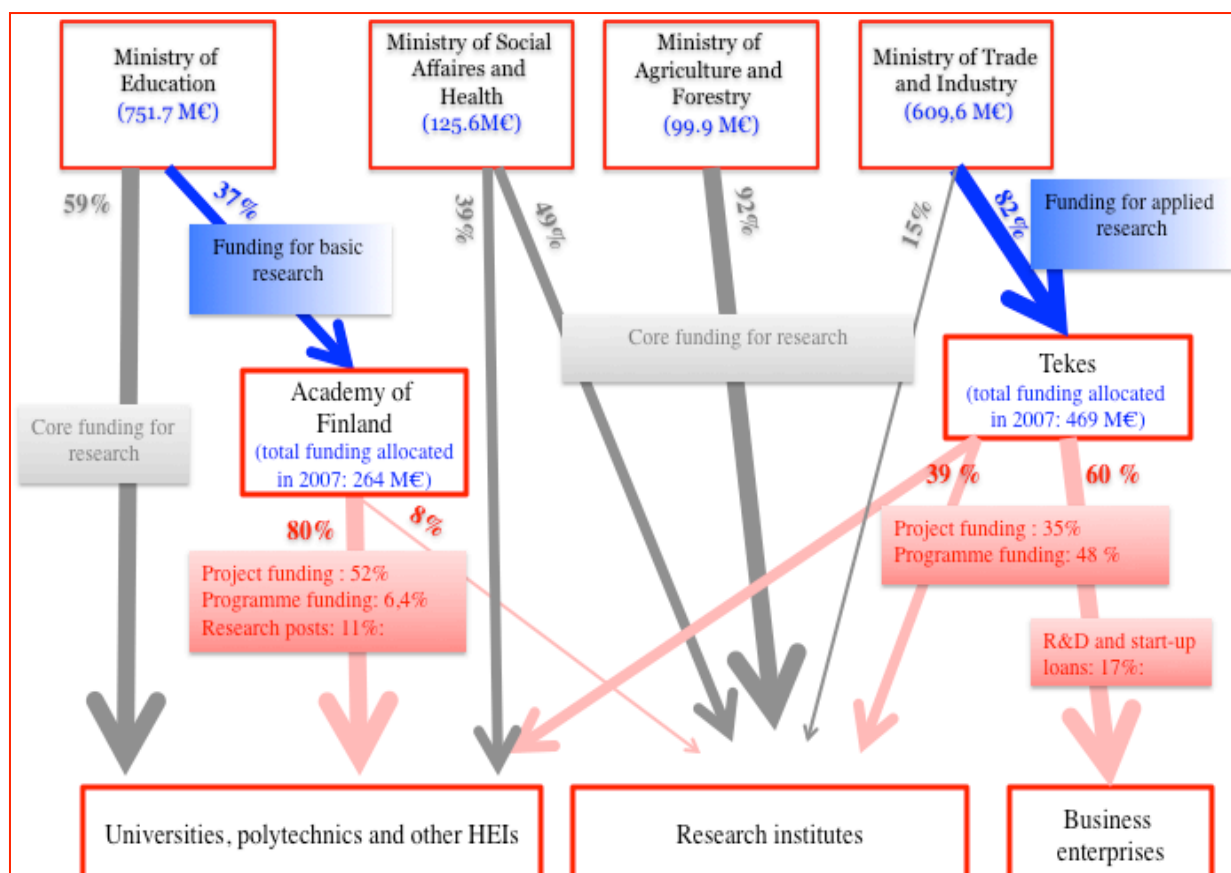 Ministry of
Education
(751.7 M€)
Ministry of Social
Affaires and
Health
(125.6M€)
Ministry of
Agriculture and
Forestry
(99.9 M€)
Ministry of Trade
and Industry
(609,6 M€)
59%
37%
39%
49%
92%
15%
82%
Funding for applied
research
Funding for basic
research
Core funding for research
Core funding for
research
Academy of
Finland
(total funding allocated
in 2007: 264 M€)
Tekes
(total funding allocated
in 2007: 469 M€)
80%
8%
39 %
60 %
Project funding : 52%
Programme funding: 6,4%
Research posts: 11%:
Project funding : 35%
Programme funding: 48 %
R&D and start-up
loans: 17%:
Universities, polytechnics and other HEIs
Research institutes
Business
enterprises